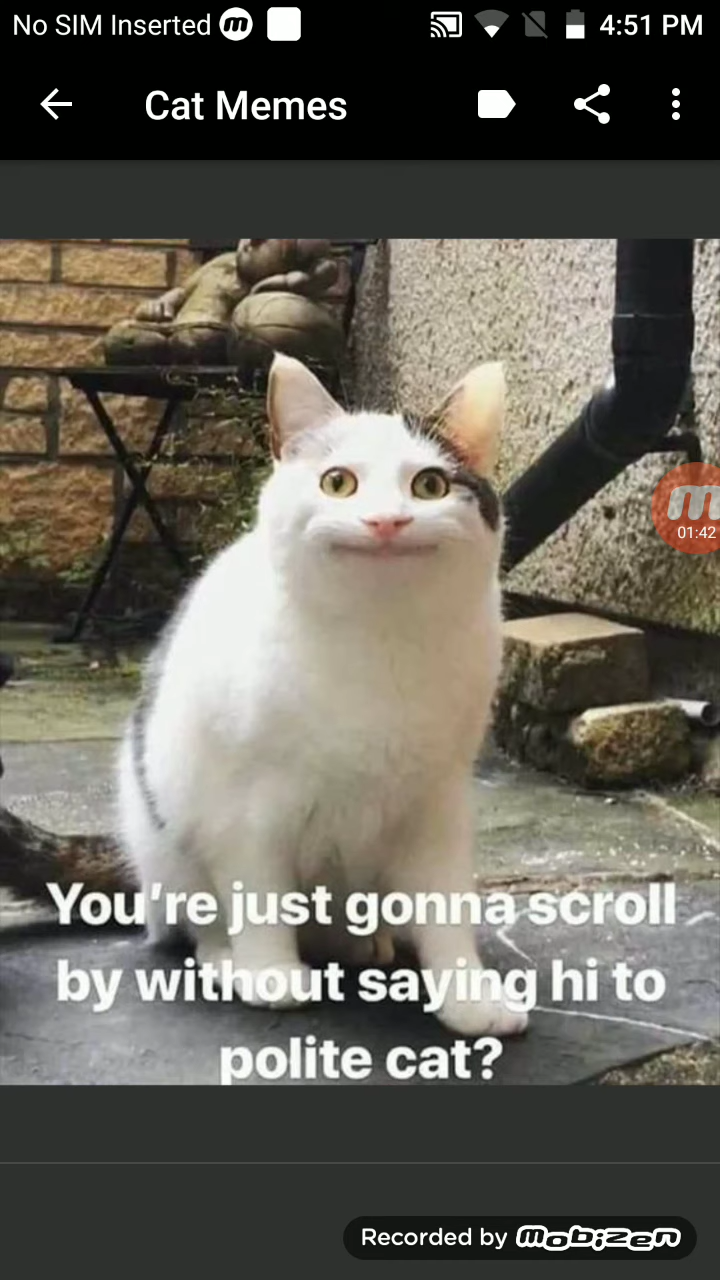 No SIM Inserted
4:51 PM
Cat Memes
01:42
You're just gonna scroll
by without saying hi to
polite cat?
Recorded by Mobizen